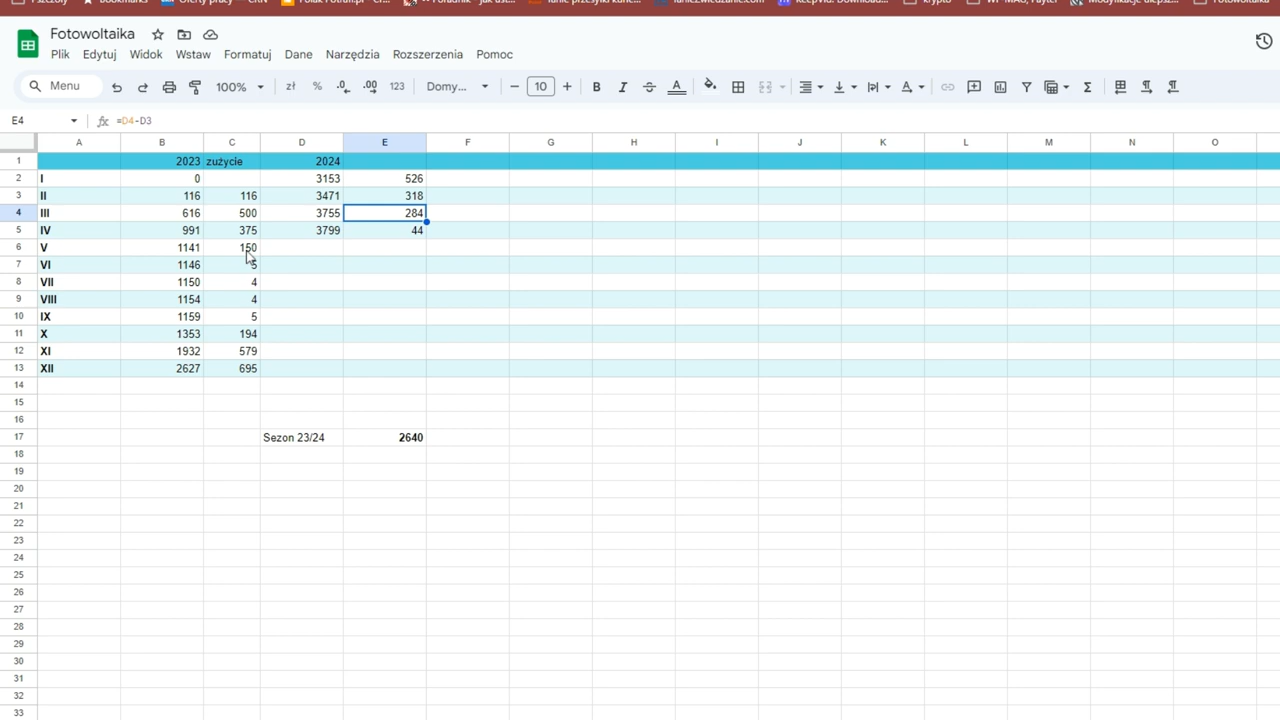 Fotowoltaika
Plik Edytuj Widok Wstaw Formatuj Dane Narzędzia Rozszerzenia Pomoc
Menu 100% zł % .0 .00 123 Domy... 10 B I A
E4 =D4-D3
A B C D E F G H I J K L M N O
1 2023 zużycie 2024
2 I 0 3153 526
3 II 116 116 3471 318
4 III 616 500 3755 284
5 IV 991 375 3799 44
6 V 1141 150
7 VI 1146 5
8 VII 1150 4
9 VIII 1154 4
10 IX 1159 5
11 X 1353 194
12 XI 1932 579
13 XII 2627 695
14
15
16
17 Sezon 23/24 2640
18
19
20
21
22
23
24
25
26
27
28
29
30
31
32
33